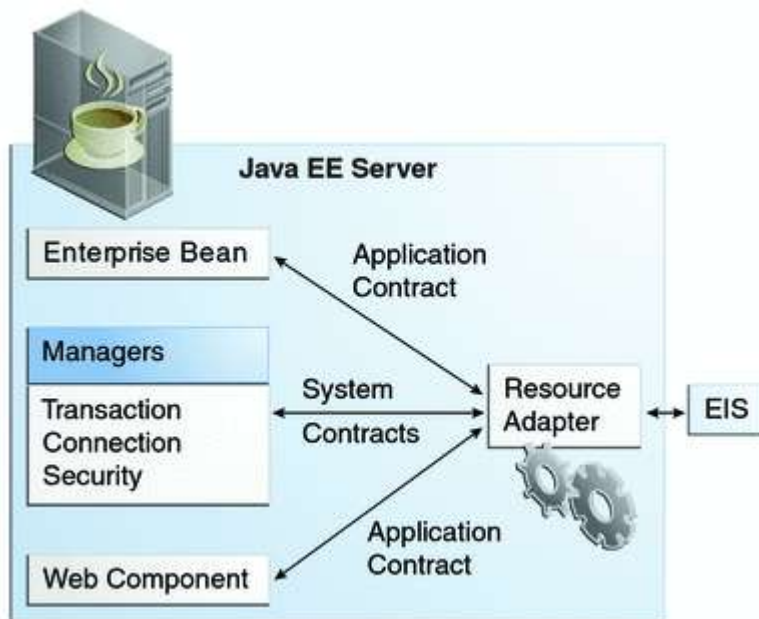 Java EE Server
Enterprise Bean
Application
Contract
Managers
Transaction
Connection
Security
System
Contracts
Resource
Adapter
EIS
Application
Contract
Web Component